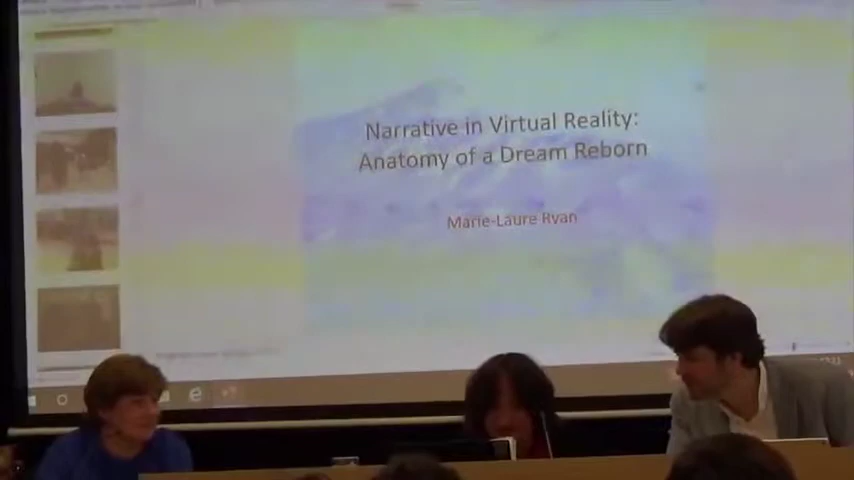 Narrative in Virtual Reality:
Anatomy of a Dream Reborn
Marie-Laure Ryan